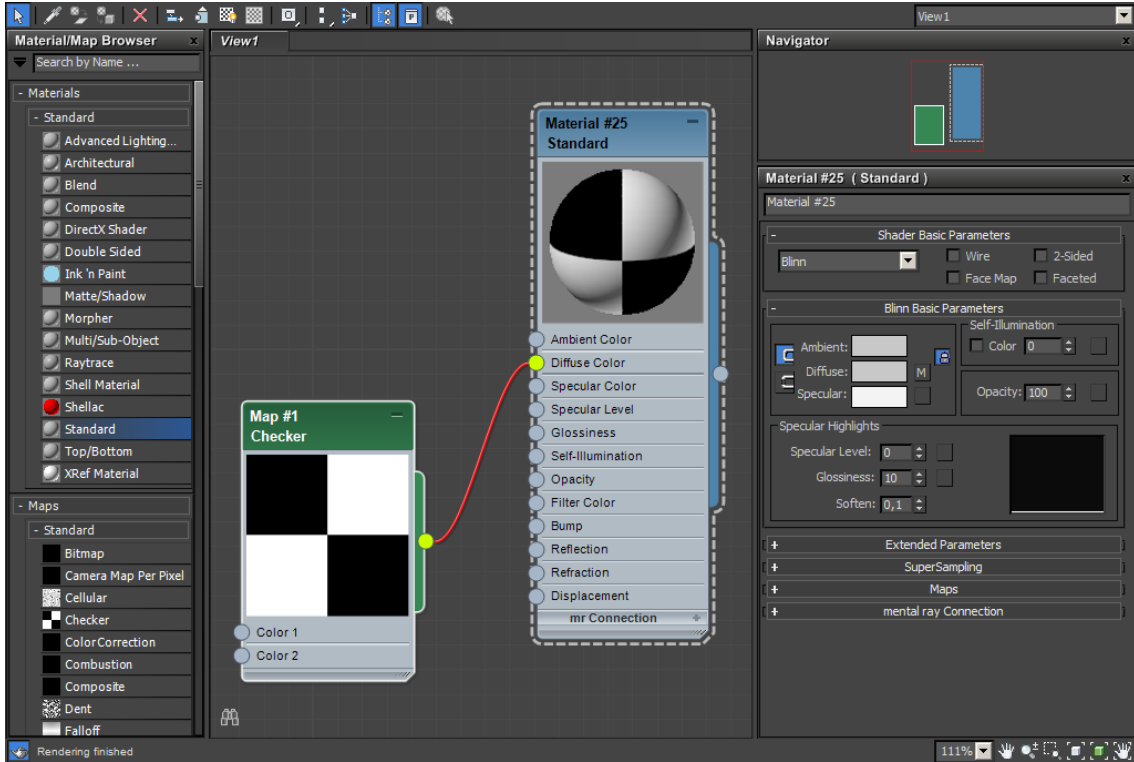 View1
Material/Map Browser x
Search by Name ...
- Materials
- Standard
Advanced Lighting...
Architectural
Blend
Composite
DirectX Shader
Double Sided
Ink 'n Paint
Matte/Shadow
Morpher
Multi/Sub-Object
Raytrace
Shell Material
Shellac
Standard
Top/Bottom
XRef Material
- Maps
- Standard
Bitmap
Camera Map Per Pixel
Cellular
Checker
ColorCorrection
Combustion
Composite
Dent
Falloff
Rendering finished
View1
Map #1
Checker
Color 1
Color 2
Material #25
Standard
Ambient Color
Diffuse Color
Specular Color
Specular Level
Glossiness
Self-Illumination
Opacity
Filter Color
Bump
Reflection
Refraction
Displacement
mr Connection +
Navigator x
Material #25 ( Standard ) x
Material #25
- Shader Basic Parameters
Blinn
Wire 2-Sided
Face Map Faceted
- Blinn Basic Parameters
Ambient:
Diffuse: M
Specular:
Self-Illumination
Color 0
Opacity: 100
Specular Highlights
Specular Level: 0
Glossiness: 10
Soften: 0,1
+ Extended Parameters
+ SuperSampling
+ Maps
+ mental ray Connection
111%